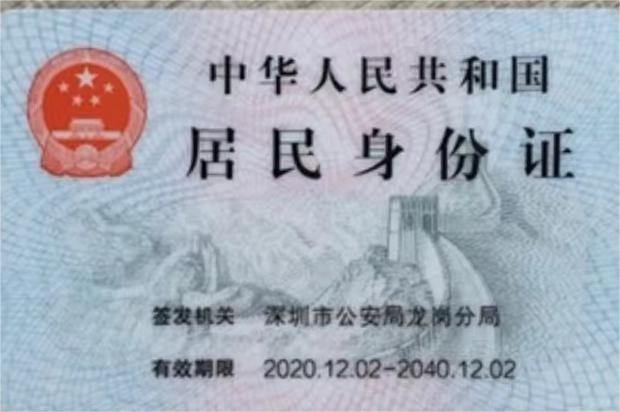 中华人民共和国
居民身份证
签发机关 深圳市公安局龙岗分局
有效期限 2020.12.02-2040.12.02